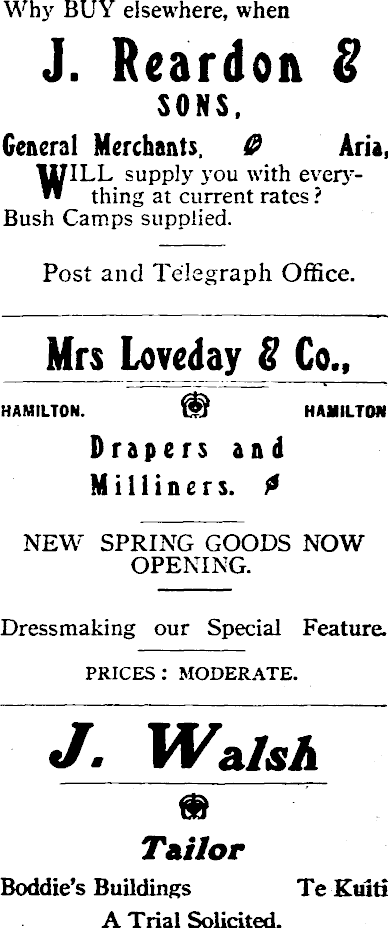 Why BUY elsewhere, when
J. Reardon &
SONS,
General Merchants, Aria,
WILL supply you with every-
thing at current rates?
Bush Camps supplied.
Post and Telegraph Office.
Mrs Loveday & Co.,
HAMILTON. HAMILTON
Drapers and
Milliners.
NEW SPRING GOODS NOW
OPENING.
Dressmaking our Special Feature.
PRICES: MODERATE.
J. Walsh
Tailor
Boddie's Buildings Te Kuiti
A Trial Solicited.